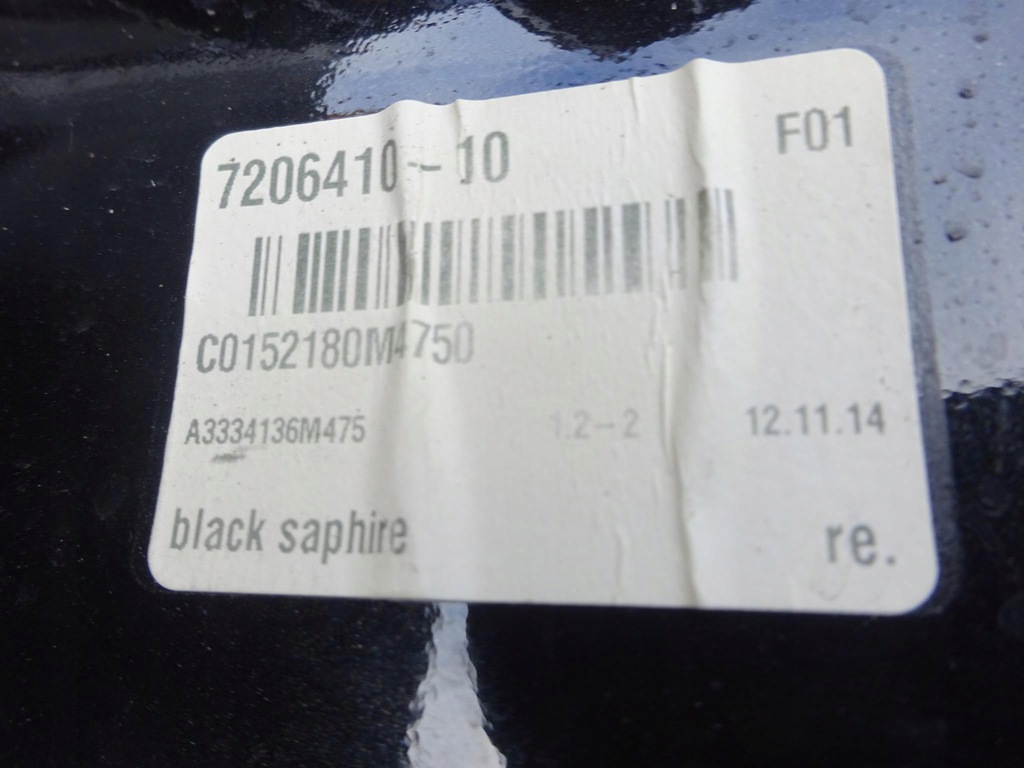 7206410-10 F01
C0152180M4750
A3334136M475 1.2-2 12.11.14
black saphire re.